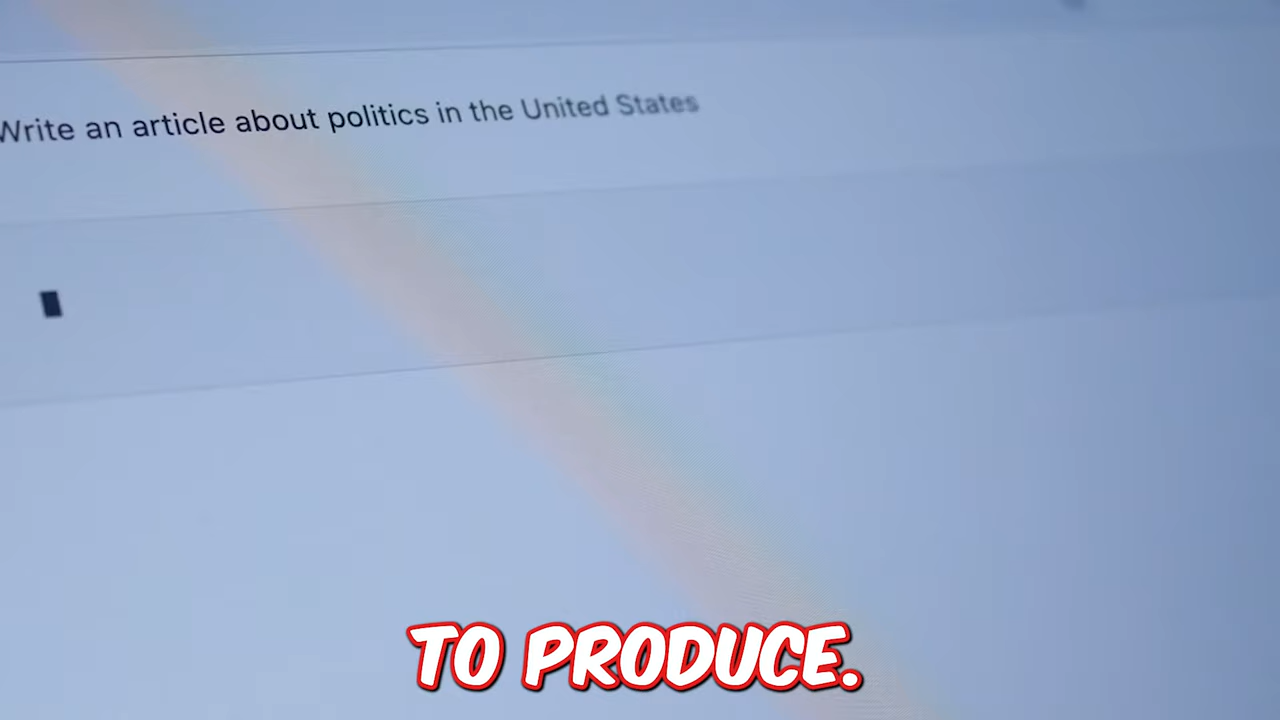 Write an article about politics in the United States
TO PRODUCE.